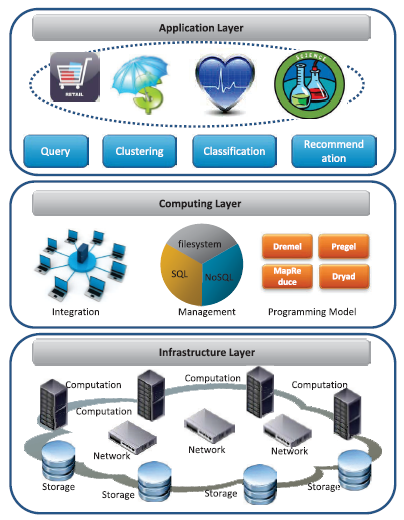 Application Layer
RETAIL
SCIENCE
Query
Clustering
Classification
Recommend
ation
Computing Layer
filesystem
SQL
NoSQL
Dremel
Pregel
MapRe
duce
Dryad
Integration
Management
Programming Model
Infrastructure Layer
Computation
Computation
Computation
Computation
Network
Network
Network
Storage
Storage
Storage
Storage